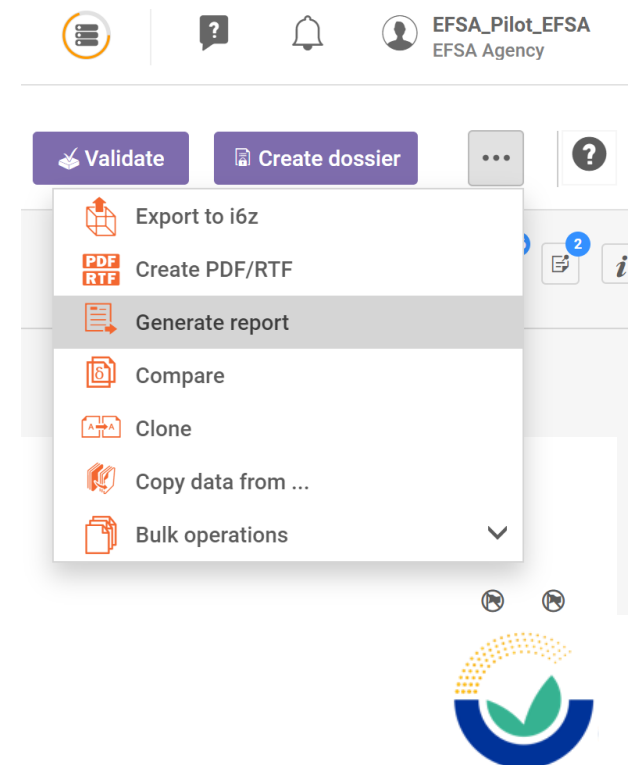 ?
EFSA_Pilot_EFSA
EFSA Agency
Validate
Create dossier
...
?
Export to i6z
PDF
RTF
Create PDF/RTF
2
i
Generate report
δ
Compare
A A
Clone
Copy data from ...
Bulk operations